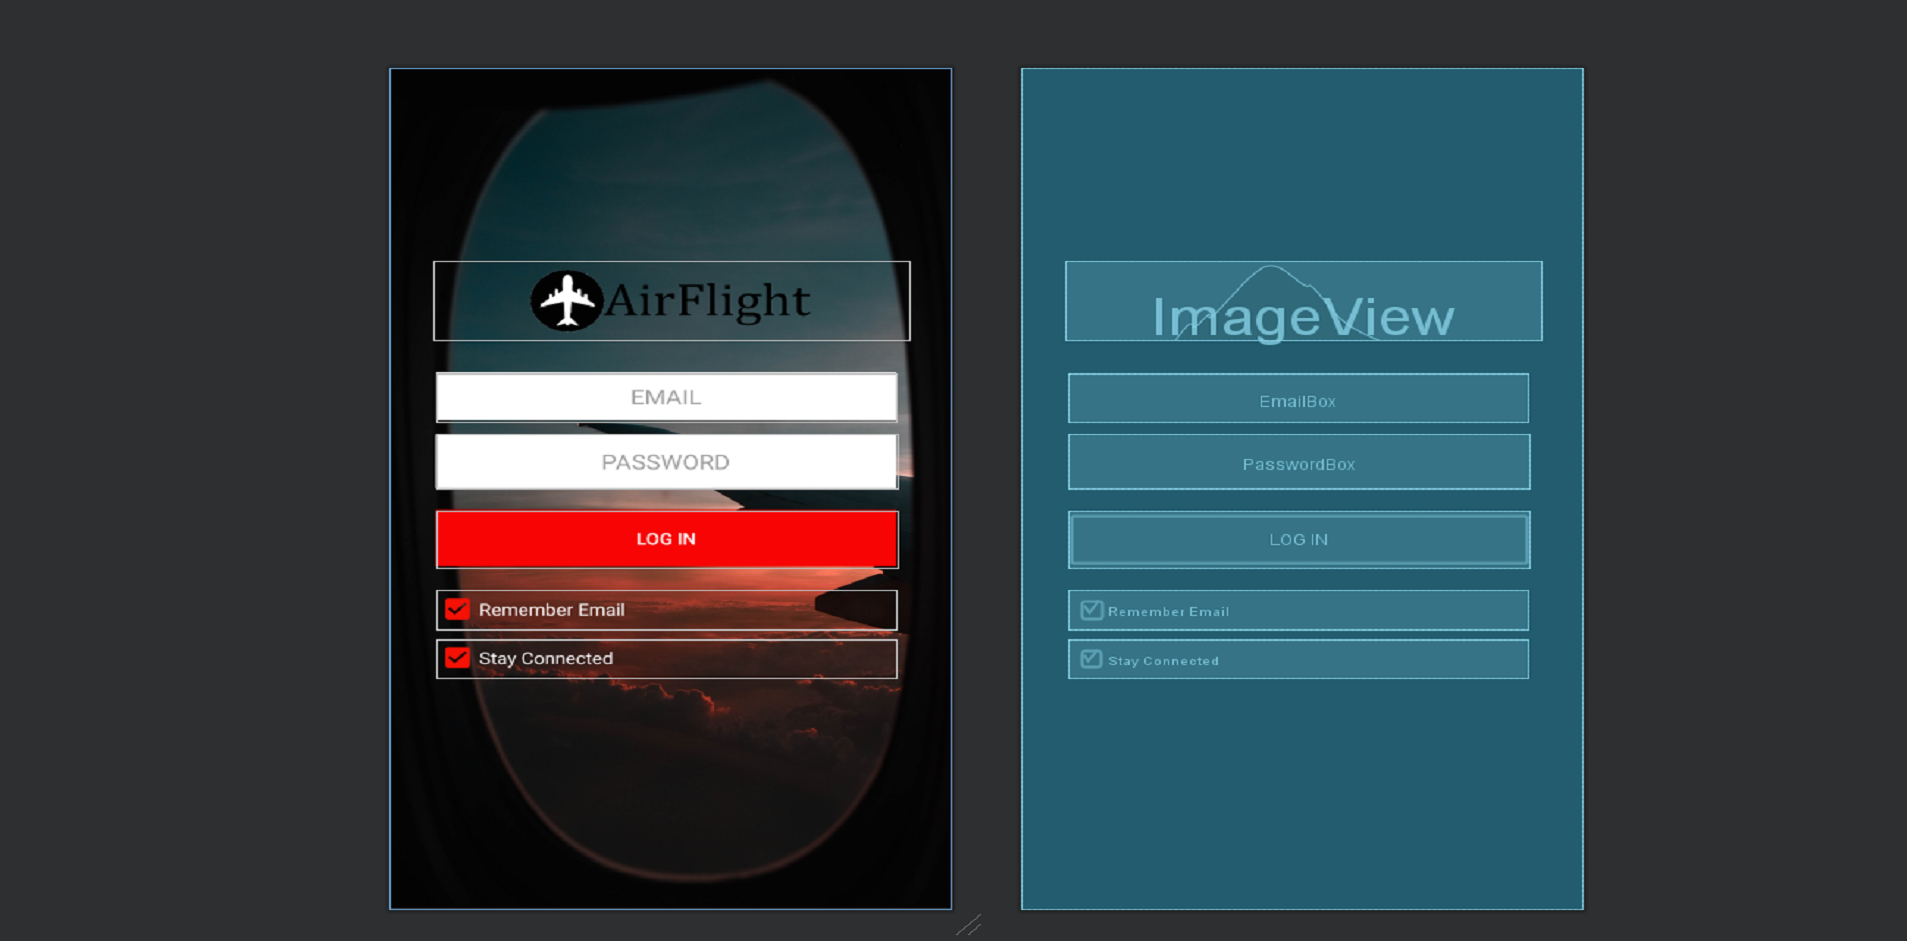 AirFlight
EMAIL
PASSWORD
LOG IN
Remember Email
Stay Connected
ImageView
EmailBox
PasswordBox
LOG IN
Remember Email
Stay Connected